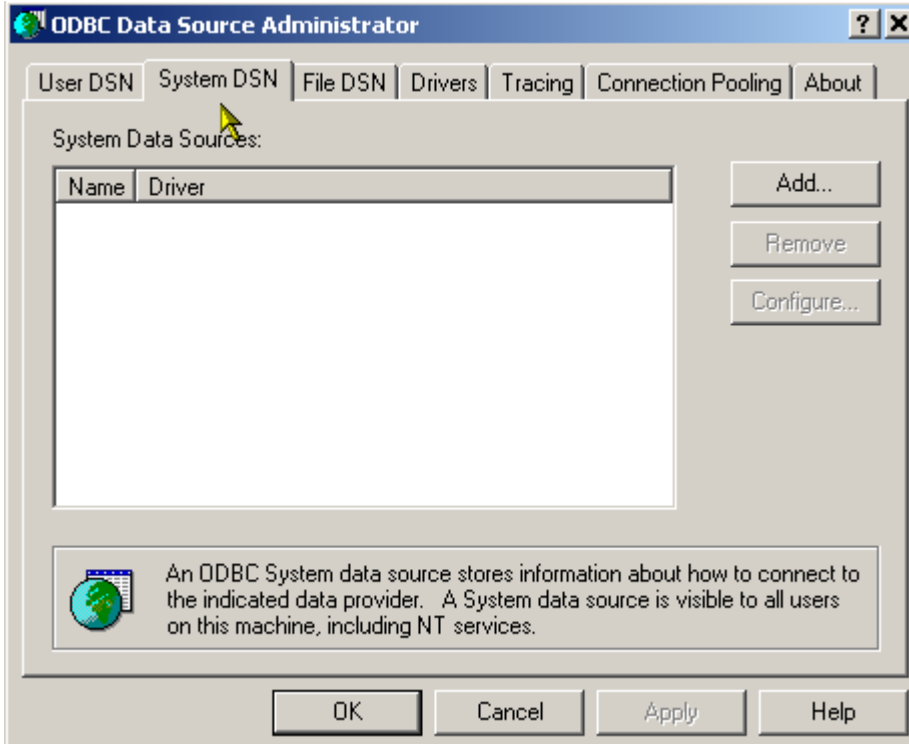 ODBC Data Source Administrator
User DSN System DSN File DSN Drivers Tracing Connection Pooling About
System Data Sources:
Name Driver
Add...
Remove
Configure...
An ODBC System data source stores information about how to connect to
the indicated data provider. A System data source is visible to all users
on this machine, including NT services.
OK Cancel Apply Help